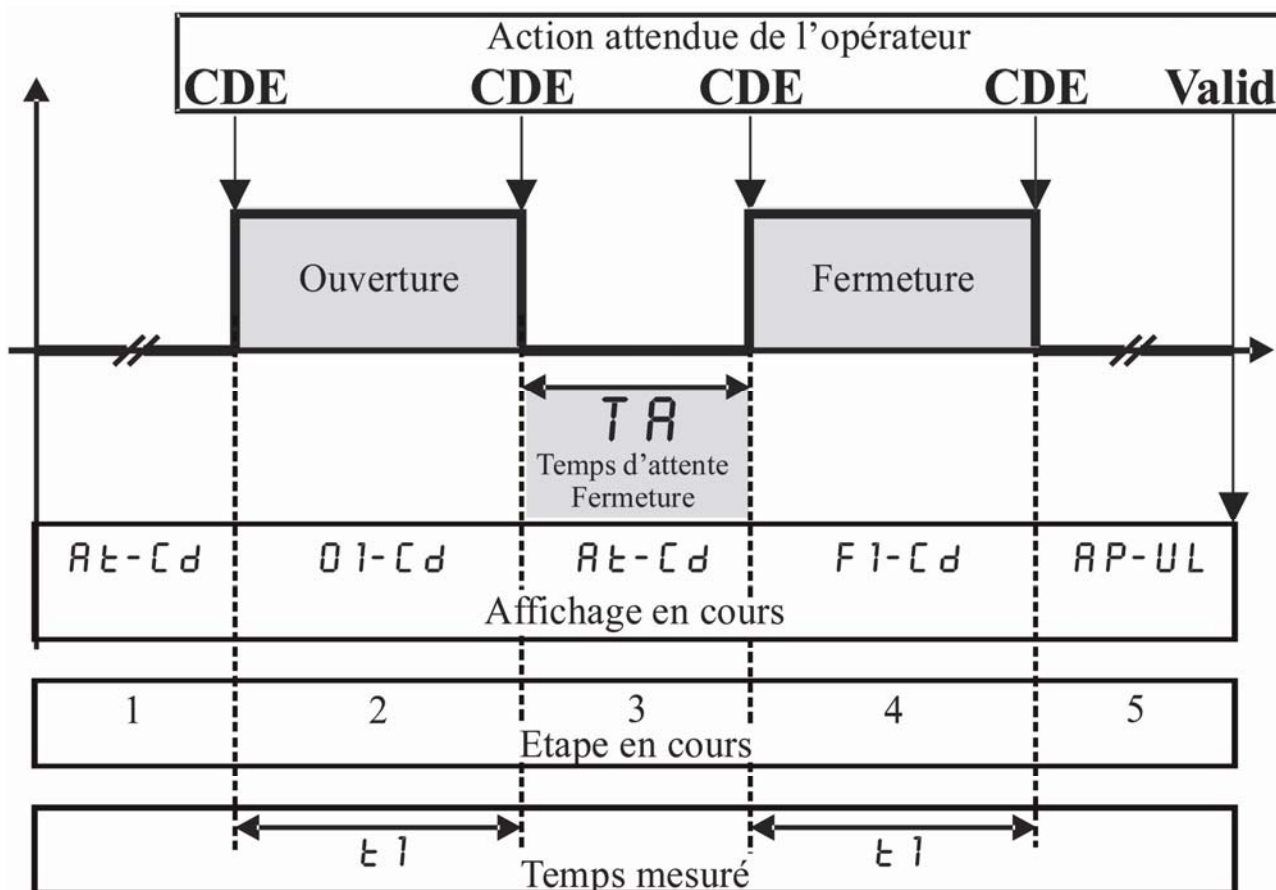 Action attendue de l’opérateur
CDE CDE CDE CDE Valid
Ouverture Fermeture
TA
Temps d’attente
Fermeture
At-Cd O1-Cd At-Cd F1-Cd AP-UL
Affichage en cours
1 2 3 4 5
Etape en cours
t1 t1
Temps mesuré